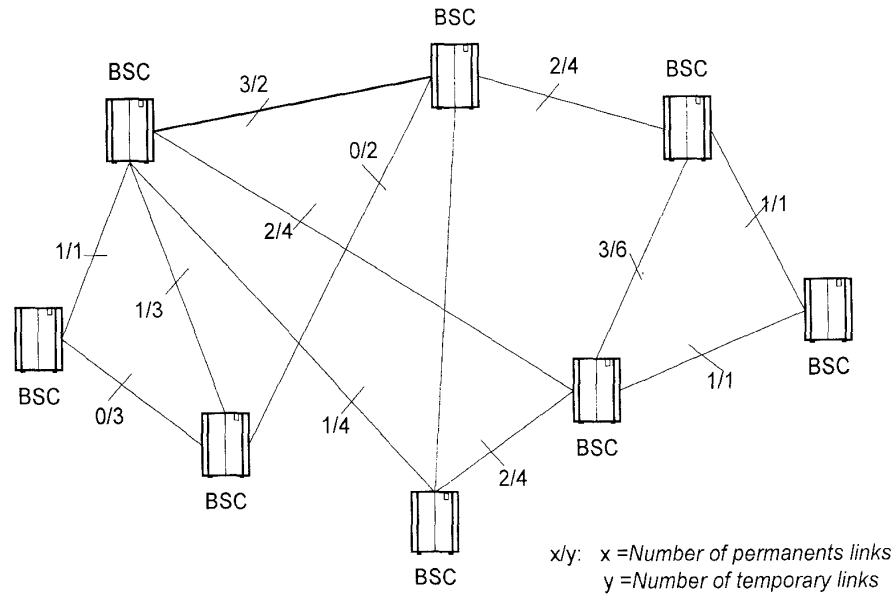 BSC
BSC
BSC
3/2
2/4
0/2
2/4
1/1
1/1
3/6
1/3
BSC
BSC
0/3
1/4
1/1
BSC
BSC
2/4
BSC
x/y: x =Number of permanents links
y =Number of temporary links